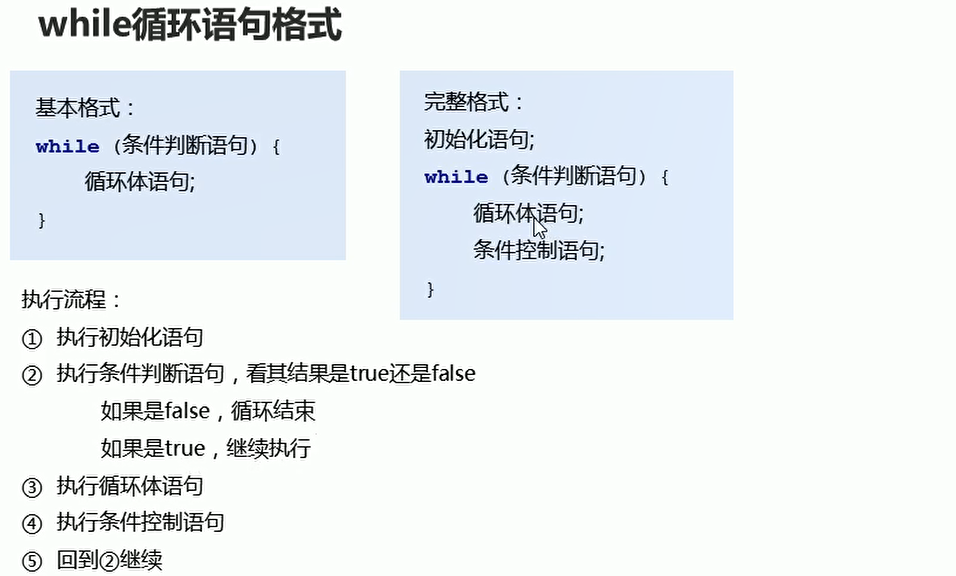 while循环语句格式
基本格式：
while (条件判断语句) {
循环体语句;
}
完整格式：
初始化语句;
while (条件判断语句) {
循环体语句;
条件控制语句;
}
执行流程：
① 执行初始化语句
② 执行条件判断语句，看其结果是true还是false
如果是false，循环结束
如果是true，继续执行
③ 执行循环体语句
④ 执行条件控制语句
⑤ 回到②继续